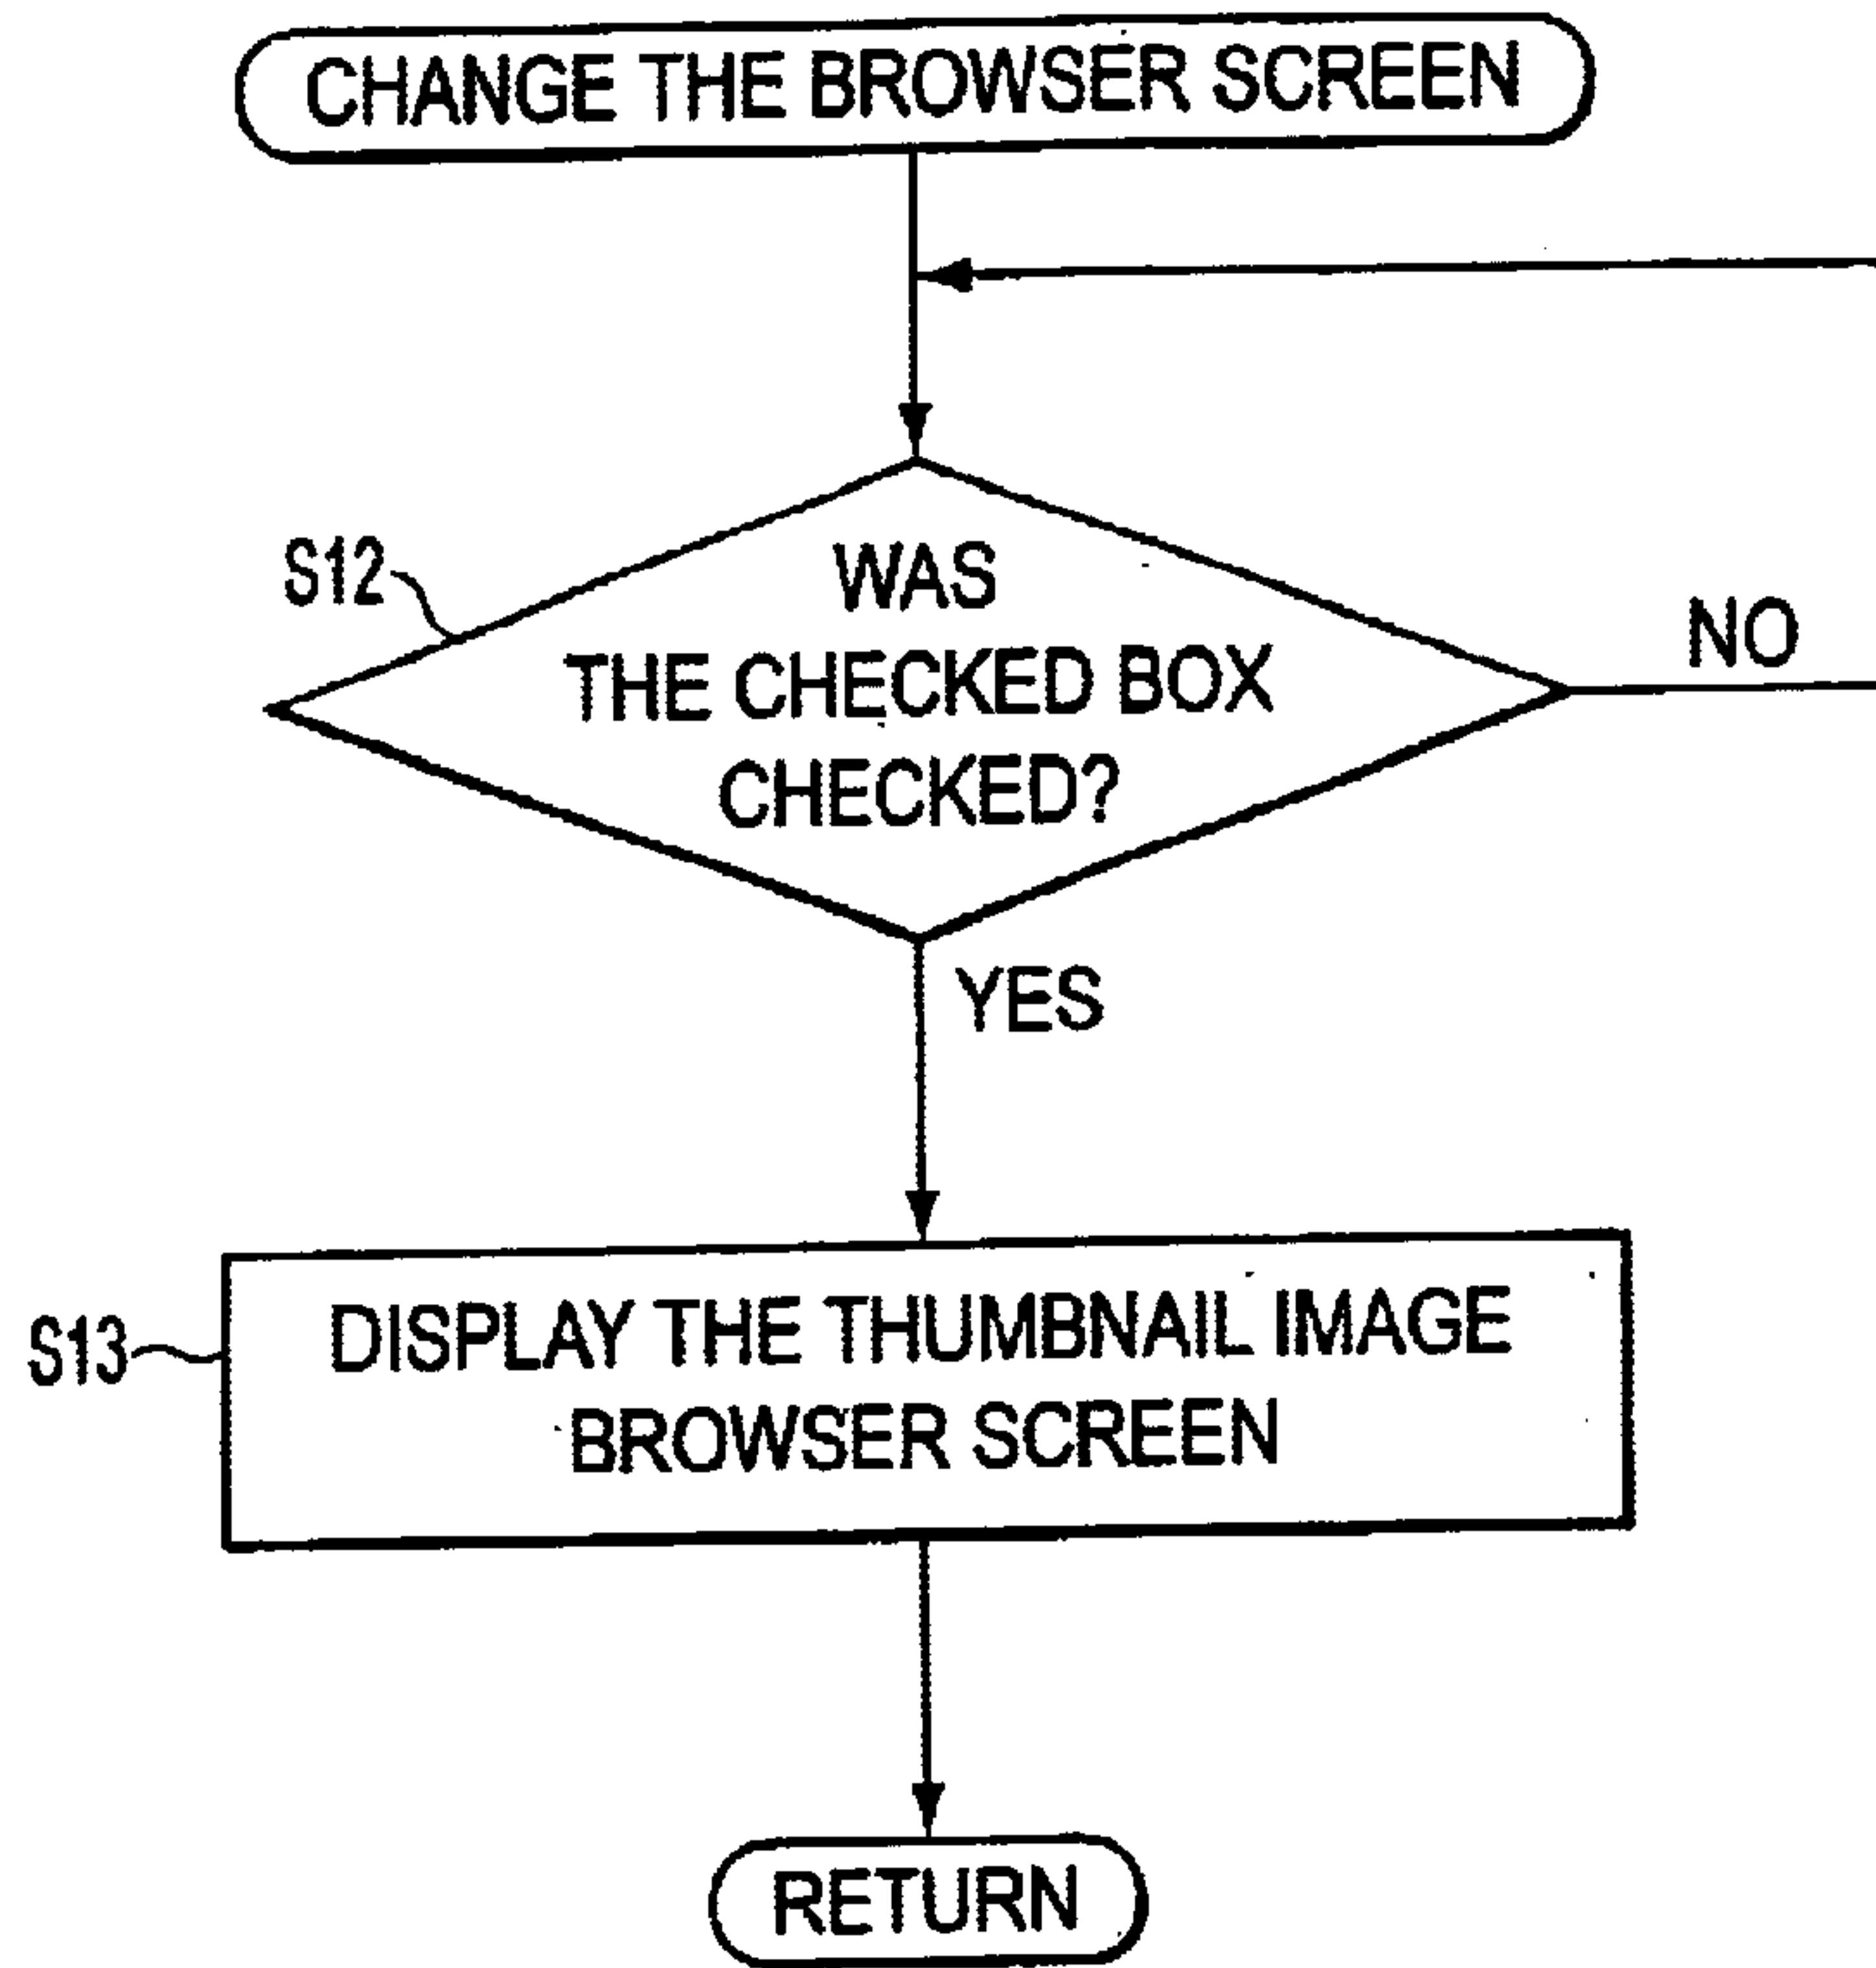 CHANGE THE BROWSER SCREEN
S12
WAS
THE CHECKED BOX
CHECKED?
NO
YES
S13
DISPLAY THE THUMBNAIL IMAGE
BROWSER SCREEN
RETURN